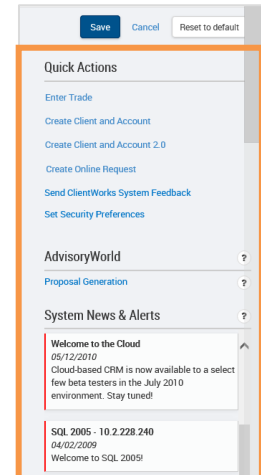 Save Cancel Reset to default
Quick Actions
Enter Trade
Create Client and Account
Create Client and Account 2.0
Create Online Request
Send ClientWorks System Feedback
Set Security Preferences
AdvisoryWorld ?
Proposal Generation ?
System News & Alerts ?
Welcome to the Cloud
05/12/2010
Cloud-based CRM is now available to a select
few beta testers in the July 2010
environment. Stay tuned!
SQL 2005 - 10.2.228.240
04/02/2009
Welcome to SQL 2005!